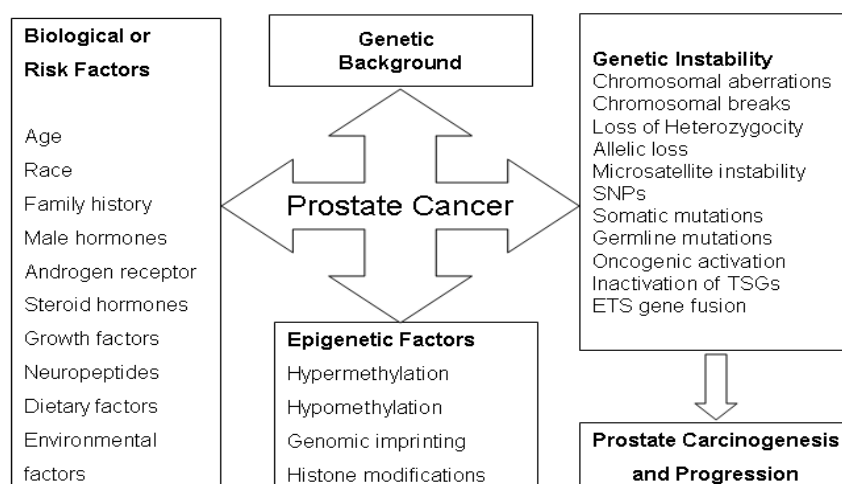 Biological or
Risk Factors
Age
Race
Family history
Male hormones
Androgen receptor
Steroid hormones
Growth factors
Neuropeptides
Dietary factors
Environmental
factors
Genetic
Background
Prostate Cancer
Epigenetic Factors
Hypermethylation
Hypomethylation
Genomic imprinting
Histone modifications
Genetic Instability
Chromosomal aberrations
Chromosomal breaks
Loss of Heterozygocity
Allelic loss
Microsatellite instability
SNPs
Somatic mutations
Germline mutations
Oncogenic activation
Inactivation of TSGs
ETS gene fusion
Prostate Carcinogenesis
and Progression